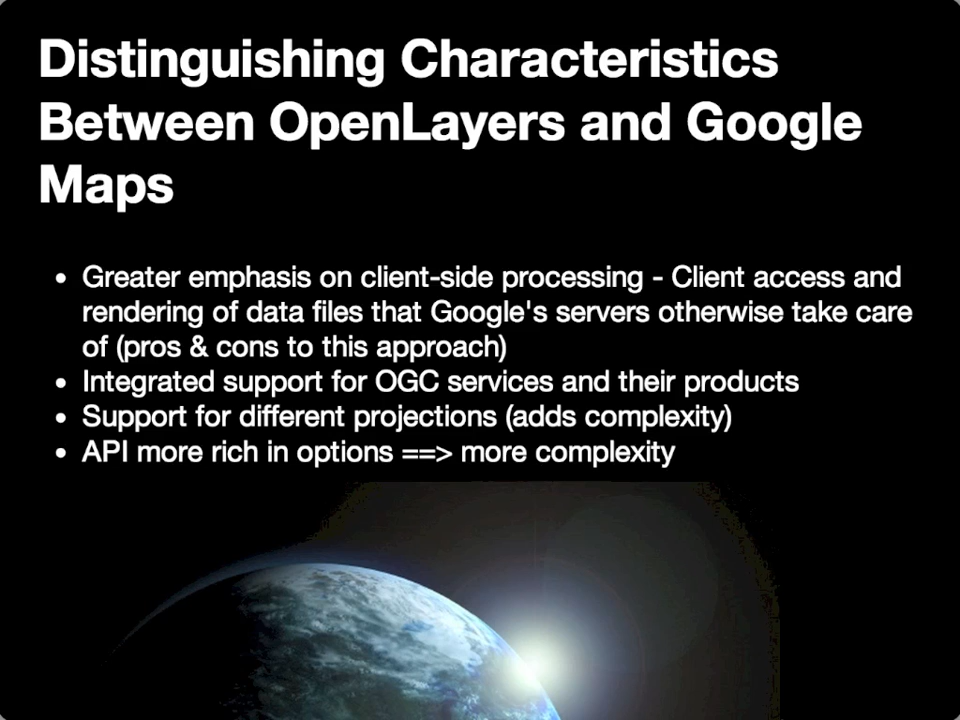 Distinguishing Characteristics
Between OpenLayers and Google
Maps
• Greater emphasis on client-side processing - Client access and
rendering of data files that Google's servers otherwise take care
of (pros & cons to this approach)
• Integrated support for OGC services and their products
• Support for different projections (adds complexity)
• API more rich in options ==> more complexity